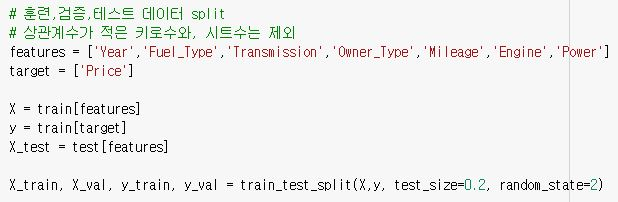 # 훈련,검증,테스트 데이터 split
# 상관계수가 적은 키로수와, 시트수는 제외
features = ['Year','Fuel_Type','Transmission','Owner_Type','Mileage','Engine','Power']
target = ['Price']
X = train[features]
y = train[target]
X_test = test[features]
X_train, X_val, y_train, y_val = train_test_split(X,y, test_size=0.2, random_state=2)